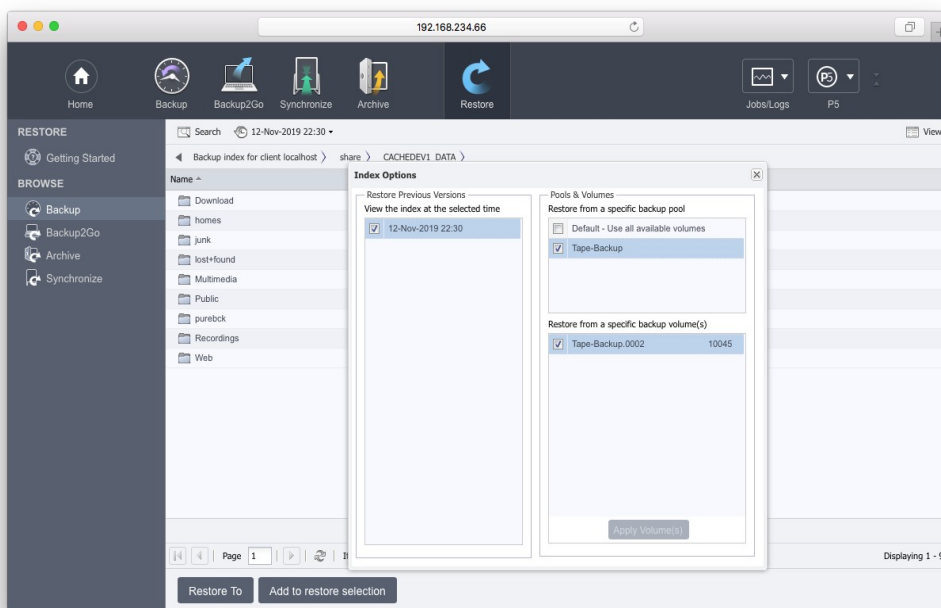 192.168.234.66
Home
Backup
Backup2Go
Synchronize
Archive
Restore
Jobs/Logs
P5
P5
RESTORE
Getting Started
BROWSE
Backup
Backup2Go
Archive
Synchronize
Search 12-Nov-2019 22:30
View
Backup index for client localhost share CACHEDEV1_DATA
Name
Download
homes
junk
lost+found
Multimedia
Public
purebck
Recordings
Web
Index Options
Restore Previous Versions
View the index at the selected time
12-Nov-2019 22:30
Pools & Volumes
Restore from a specific backup pool
Default - Use all available volumes
Tape-Backup
Restore from a specific backup volume(s)
Tape-Backup.0002 10045
Apply Volume(s)
Page 1
Displaying 1 - 9
Restore To
Add to restore selection